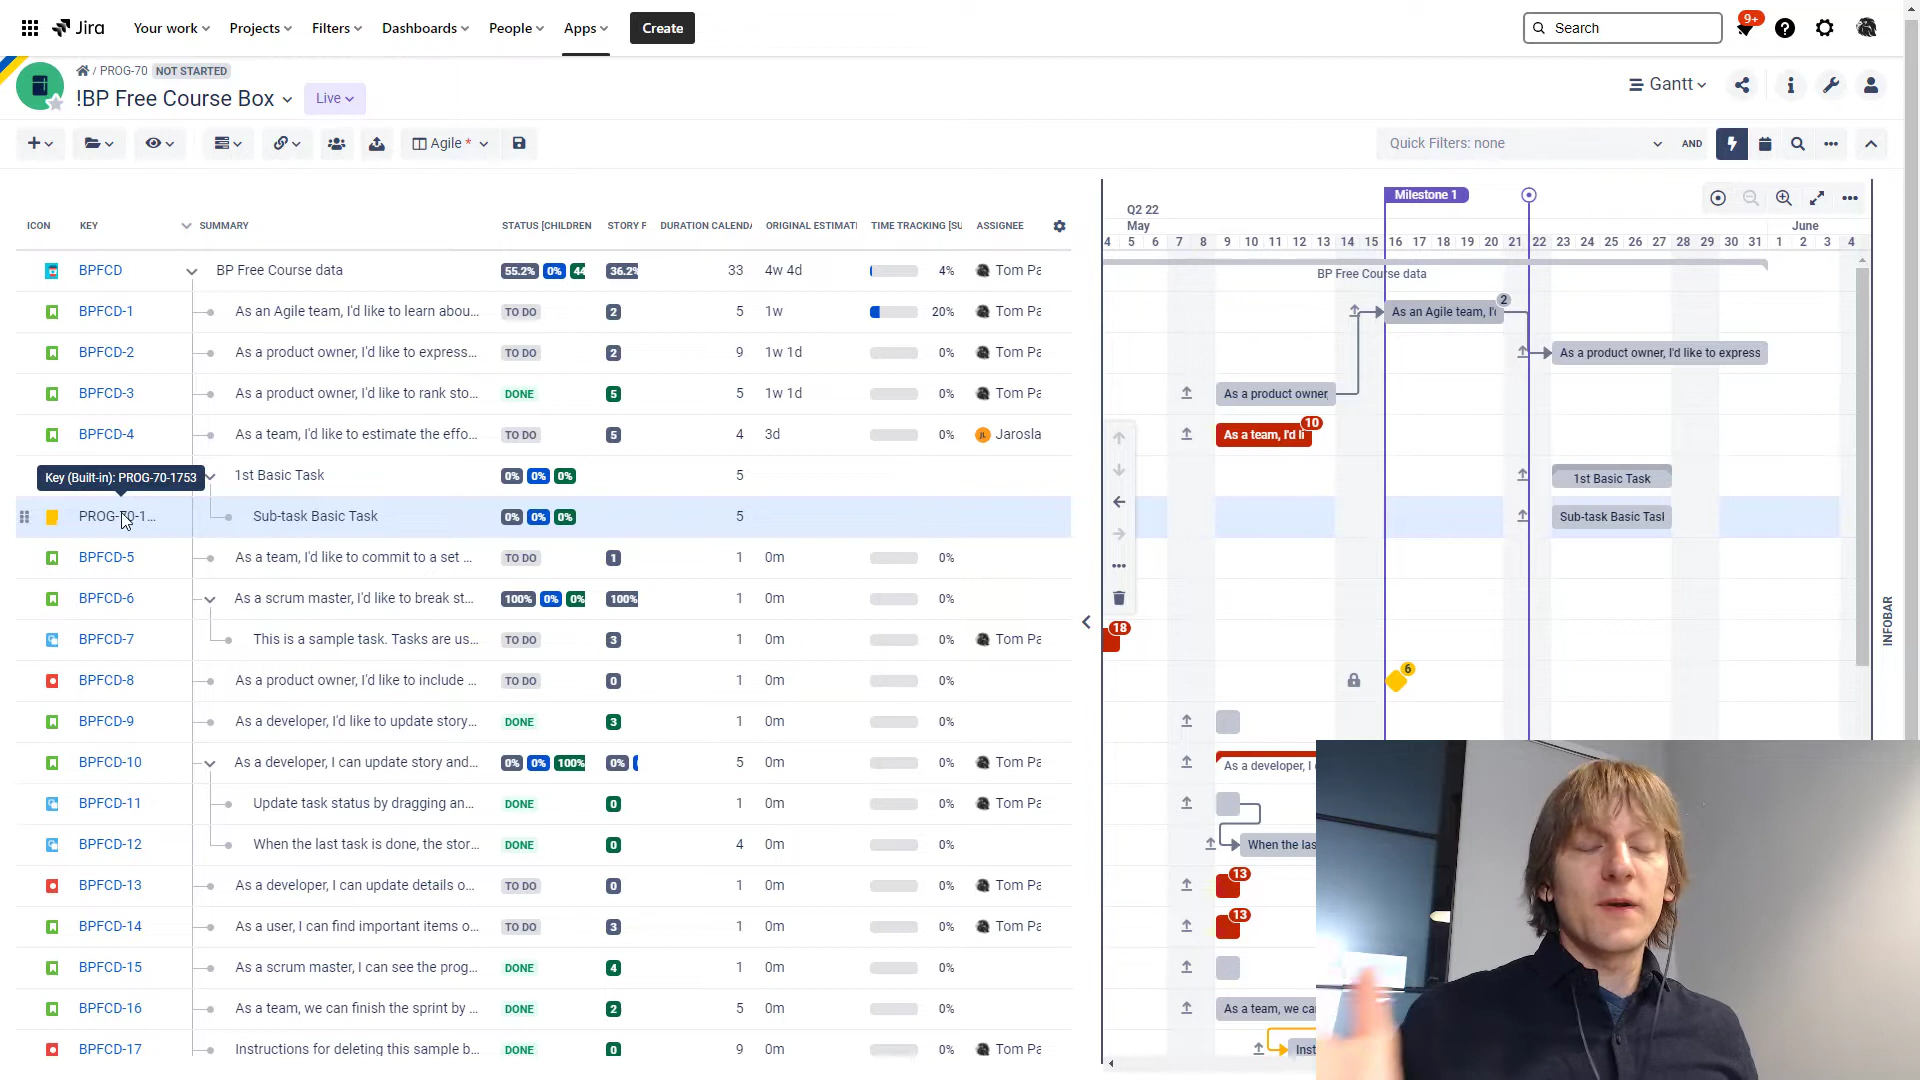 Jira Your work Projects Filters Dashboards People Apps Create Search 9+
/ PROG-70 NOT STARTED
!BP Free Course Box Live Gantt
Agile * Quick Filters: none AND
ICON KEY SUMMARY STATUS [CHILDREN STORY F DURATION CALENDA ORIGINAL ESTIMAT TIME TRACKING [SU ASSIGNEE
Milestone 1
Q2 22
May June
4 5 6 7 8 9 10 11 12 13 14 15 16 17 18 19 20 21 22 23 24 25 26 27 28 29 30 31 1 2 3 4
BPFCD BP Free Course data 55.2% 0% 44 36.2% 33 4w 4d 4% Tom Pa BP Free Course data
BPFCD-1 As an Agile team, I'd like to learn abou... TO DO 2 5 1w 20% Tom Pa As an Agile team, I'd 2
BPFCD-2 As a product owner, I'd like to express... TO DO 2 9 1w 1d 0% Tom Pa As a product owner, I'd like to express
BPFCD-3 As a product owner, I'd like to rank sto... DONE 5 5 1w 1d 0% Tom Pa As a product owner,
BPFCD-4 As a team, I'd like to estimate the effo... TO DO 5 4 3d 0% JL Jarosla As a team, I'd li 10
Key (Built-in): PROG-70-1753 1st Basic Task 0% 0% 0% 5 1st Basic Task
PROG-70-1... Sub-task Basic Task 0% 0% 0% 5 Sub-task Basic Tasl
BPFCD-5 As a team, I'd like to commit to a set ... TO DO 1 1 0m 0%
BPFCD-6 As a scrum master, I'd like to break st... 100% 0% 0% 100% 1 0m 0%
BPFCD-7 This is a sample task. Tasks are us... TO DO 3 1 0m 0% Tom Pa 18
INFOBAR
BPFCD-8 As a product owner, I'd like to include ... TO DO 0 1 0m 0% 6
BPFCD-9 As a developer, I'd like to update story... DONE 3 1 0m 0%
BPFCD-10 As a developer, I can update story and... 0% 0% 100% 0% 5 0m 0% Tom Pa As a developer, I
BPFCD-11 Update task status by dragging an... DONE 0 1 0m 0% Tom Pa
BPFCD-12 When the last task is done, the stor... DONE 0 4 0m 0% When the las
BPFCD-13 As a developer, I can update details o... TO DO 0 1 0m 0% Tom Pa 13
BPFCD-14 As a user, I can find important items o... TO DO 3 1 0m 0% Tom Pa 13
BPFCD-15 As a scrum master, I can see the prog... DONE 4 1 0m 0%
BPFCD-16 As a team, we can finish the sprint by ... DONE 2 5 0m 0% As a team, we ca
BPFCD-17 Instructions for deleting this sample b... DONE 0 9 0m 0% Tom Pa Inst